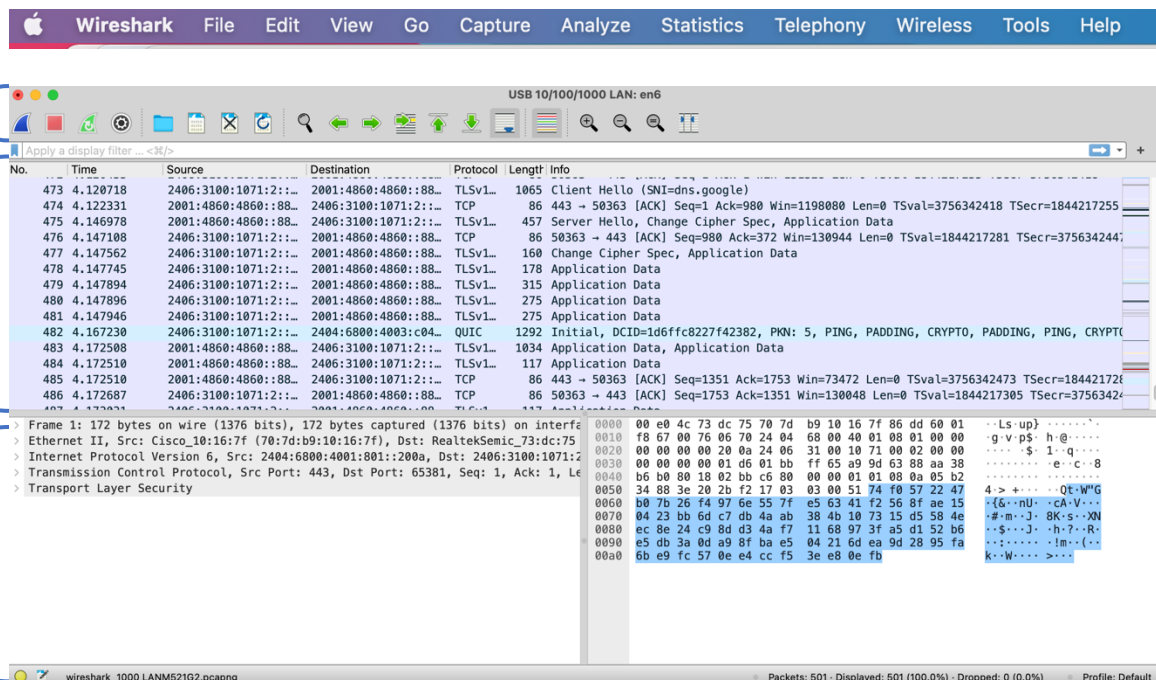 Wireshark File Edit View Go Capture Analyze Statistics Telephony Wireless Tools Help
USB 10/100/1000 LAN: en6
Apply a display filter ... <⌘/>
No. Time Source Destination Protocol Length Info
473 4.120718 2406:3100:1071:2::… 2001:4860:4860::88… TLSv1… 1065 Client Hello (SNI=dns.google)
474 4.122331 2001:4860:4860::88… 2406:3100:1071:2::… TCP 86 443 → 50363 [ACK] Seq=1 Ack=980 Win=1198080 Len=0 TSval=3756342418 TSecr=1844217255
475 4.146978 2001:4860:4860::88… 2406:3100:1071:2::… TLSv1… 457 Server Hello, Change Cipher Spec, Application Data
476 4.147108 2406:3100:1071:2::… 2001:4860:4860::88… TCP 86 50363 → 443 [ACK] Seq=980 Ack=372 Win=130944 Len=0 TSval=1844217281 TSecr=3756342447
477 4.147562 2406:3100:1071:2::… 2001:4860:4860::88… TLSv1… 160 Change Cipher Spec, Application Data
478 4.147745 2406:3100:1071:2::… 2001:4860:4860::88… TLSv1… 178 Application Data
479 4.147894 2406:3100:1071:2::… 2001:4860:4860::88… TLSv1… 315 Application Data
480 4.147896 2406:3100:1071:2::… 2001:4860:4860::88… TLSv1… 275 Application Data
481 4.147946 2406:3100:1071:2::… 2001:4860:4860::88… TLSv1… 275 Application Data
482 4.167230 2406:3100:1071:2::… 2404:6800:4003:c04… QUIC 1292 Initial, DCID=1d6ffc8227f42382, PKN: 5, PING, PADDING, CRYPTO, PADDING, PING, CRYPT
483 4.172508 2001:4860:4860::88… 2406:3100:1071:2::… TLSv1… 1034 Application Data, Application Data
484 4.172510 2001:4860:4860::88… 2406:3100:1071:2::… TLSv1… 117 Application Data
485 4.172510 2001:4860:4860::88… 2406:3100:1071:2::… TCP 86 443 → 50363 [ACK] Seq=1351 Ack=1753 Win=73472 Len=0 TSval=3756342473 TSecr=184421728
486 4.172687 2406:3100:1071:2::… 2001:4860:4860::88… TCP 86 50363 → 443 [ACK] Seq=1753 Ack=1351 Win=130048 Len=0 TSval=1844217305 TSecr=37563424
Frame 1: 172 bytes on wire (1376 bits), 172 bytes captured (1376 bits) on interfa
Ethernet II, Src: Cisco_10:16:7f (70:7d:b9:10:16:7f), Dst: RealtekSemic_73:dc:75
Internet Protocol Version 6, Src: 2404:6800:4001:801::200a, Dst: 2406:3100:1071:2
Transmission Control Protocol, Src Port: 443, Dst Port: 65381, Seq: 1, Ack: 1, Le
Transport Layer Security
0000 00 e0 4c 73 dc 75 70 7d b9 10 16 7f 86 dd 60 01 ··Ls·up} ······`·
0010 f8 67 00 76 06 70 24 04 68 00 40 01 08 01 00 00 ·g·v·p$· h·@·····
0020 00 00 00 00 20 0a 24 06 31 00 10 71 00 02 00 00 ···· ·$· 1··q····
0030 00 00 00 00 01 d6 01 bb ff 65 a9 9d 63 88 aa 38 ········ ·e··c··8
0040 b6 b0 80 18 02 bb c6 80 00 00 01 01 08 0a 05 b2 ········ ········
0050 34 88 3e 20 2b f2 17 03 03 00 51 74 f0 57 22 47 4·> +··· ··Qt·W"G
0060 b0 7b 26 f4 97 6e 55 7f e5 63 41 f2 56 8f ae 15 ·{&··nU· ·cA·V···
0070 04 23 bb 6d c7 db 4a ab 38 4b 10 73 15 d5 58 4e ·#·m··J· 8K·s··XN
0080 ec 8e 24 c9 8d d3 4a f7 11 68 97 3f a5 d1 52 b6 ··$···J· ·h·?··R·
0090 e5 db 3a 0d a9 8f ba e5 04 21 6d ea 9d 28 95 fa ··:····· ·!m··(··
00a0 6b e9 fc 57 0e e4 cc f5 3e e8 0e fb k··W···· >···
wireshark_1000 LANM521G2.pcapng Packets: 501 · Displayed: 501 (100.0%) · Dropped: 0 (0.0%) Profile: Default